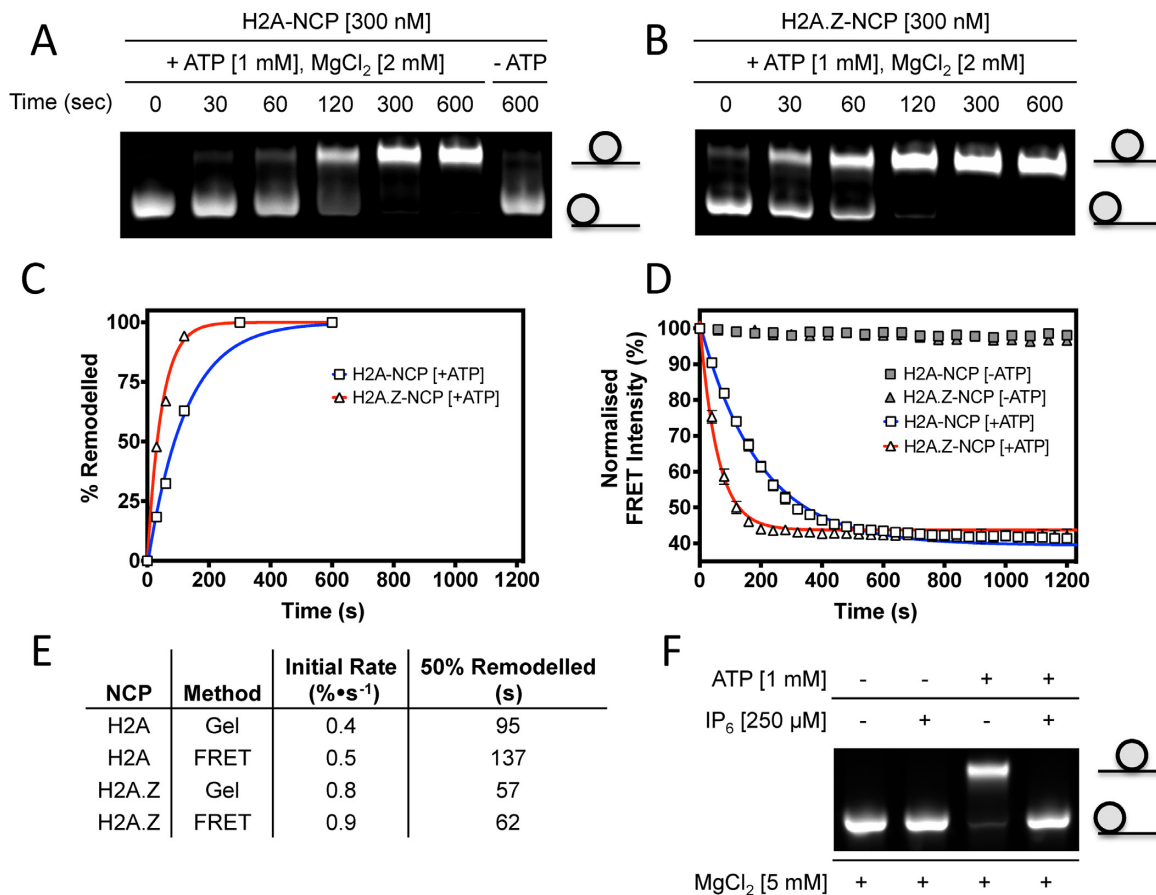 A
H2A-NCP [300 nM]
+ ATP [1 mM], MgCl2 [2 mM] - ATP
Time (sec) 0 30 60 120 300 600 600
B
H2A.Z-NCP [300 nM]
+ ATP [1 mM], MgCl2 [2 mM]
0 30 60 120 300 600
C
% Remodelled
100
75
50
25
0
H2A-NCP [+ATP]
H2A.Z-NCP [+ATP]
0 200 400 600 800 1000 1200
Time (s)
D
Normalised
FRET Intensity (%)
100
90
80
70
60
50
40
H2A-NCP [-ATP]
H2A.Z-NCP [-ATP]
H2A-NCP [+ATP]
H2A.Z-NCP [+ATP]
0 200 400 600 800 1000 1200
Time (s)
E
NCP Method Initial Rate (%•s-1) 50% Remodelled (s)
H2A Gel 0.4 95
H2A FRET 0.5 137
H2A.Z Gel 0.8 57
H2A.Z FRET 0.9 62
F
ATP [1 mM] - - + +
IP6 [250 µM] - + - +
MgCl2 [5 mM] + + + +